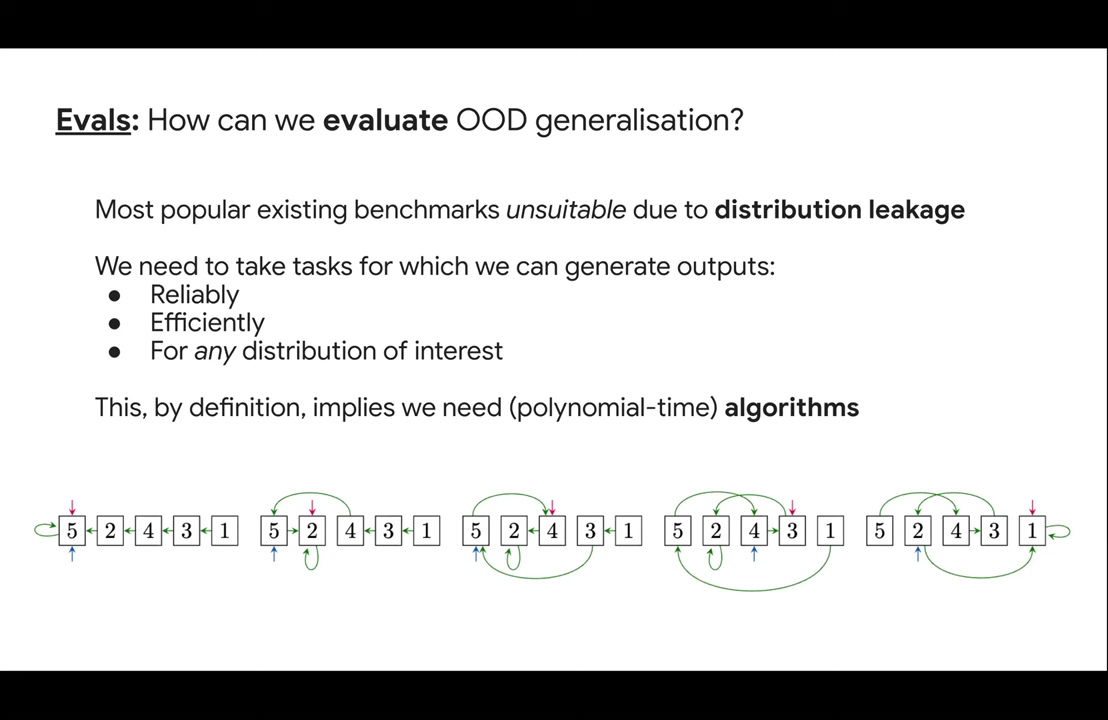 Evals: How can we evaluate OOD generalisation?
Most popular existing benchmarks unsuitable due to distribution leakage
We need to take tasks for which we can generate outputs:
● Reliably
● Efficiently
● For any distribution of interest
This, by definition, implies we need (polynomial-time) algorithms
5 2 4 3 1 5 2 4 3 1 5 2 4 3 1 5 2 4 3 1 5 2 4 3 1